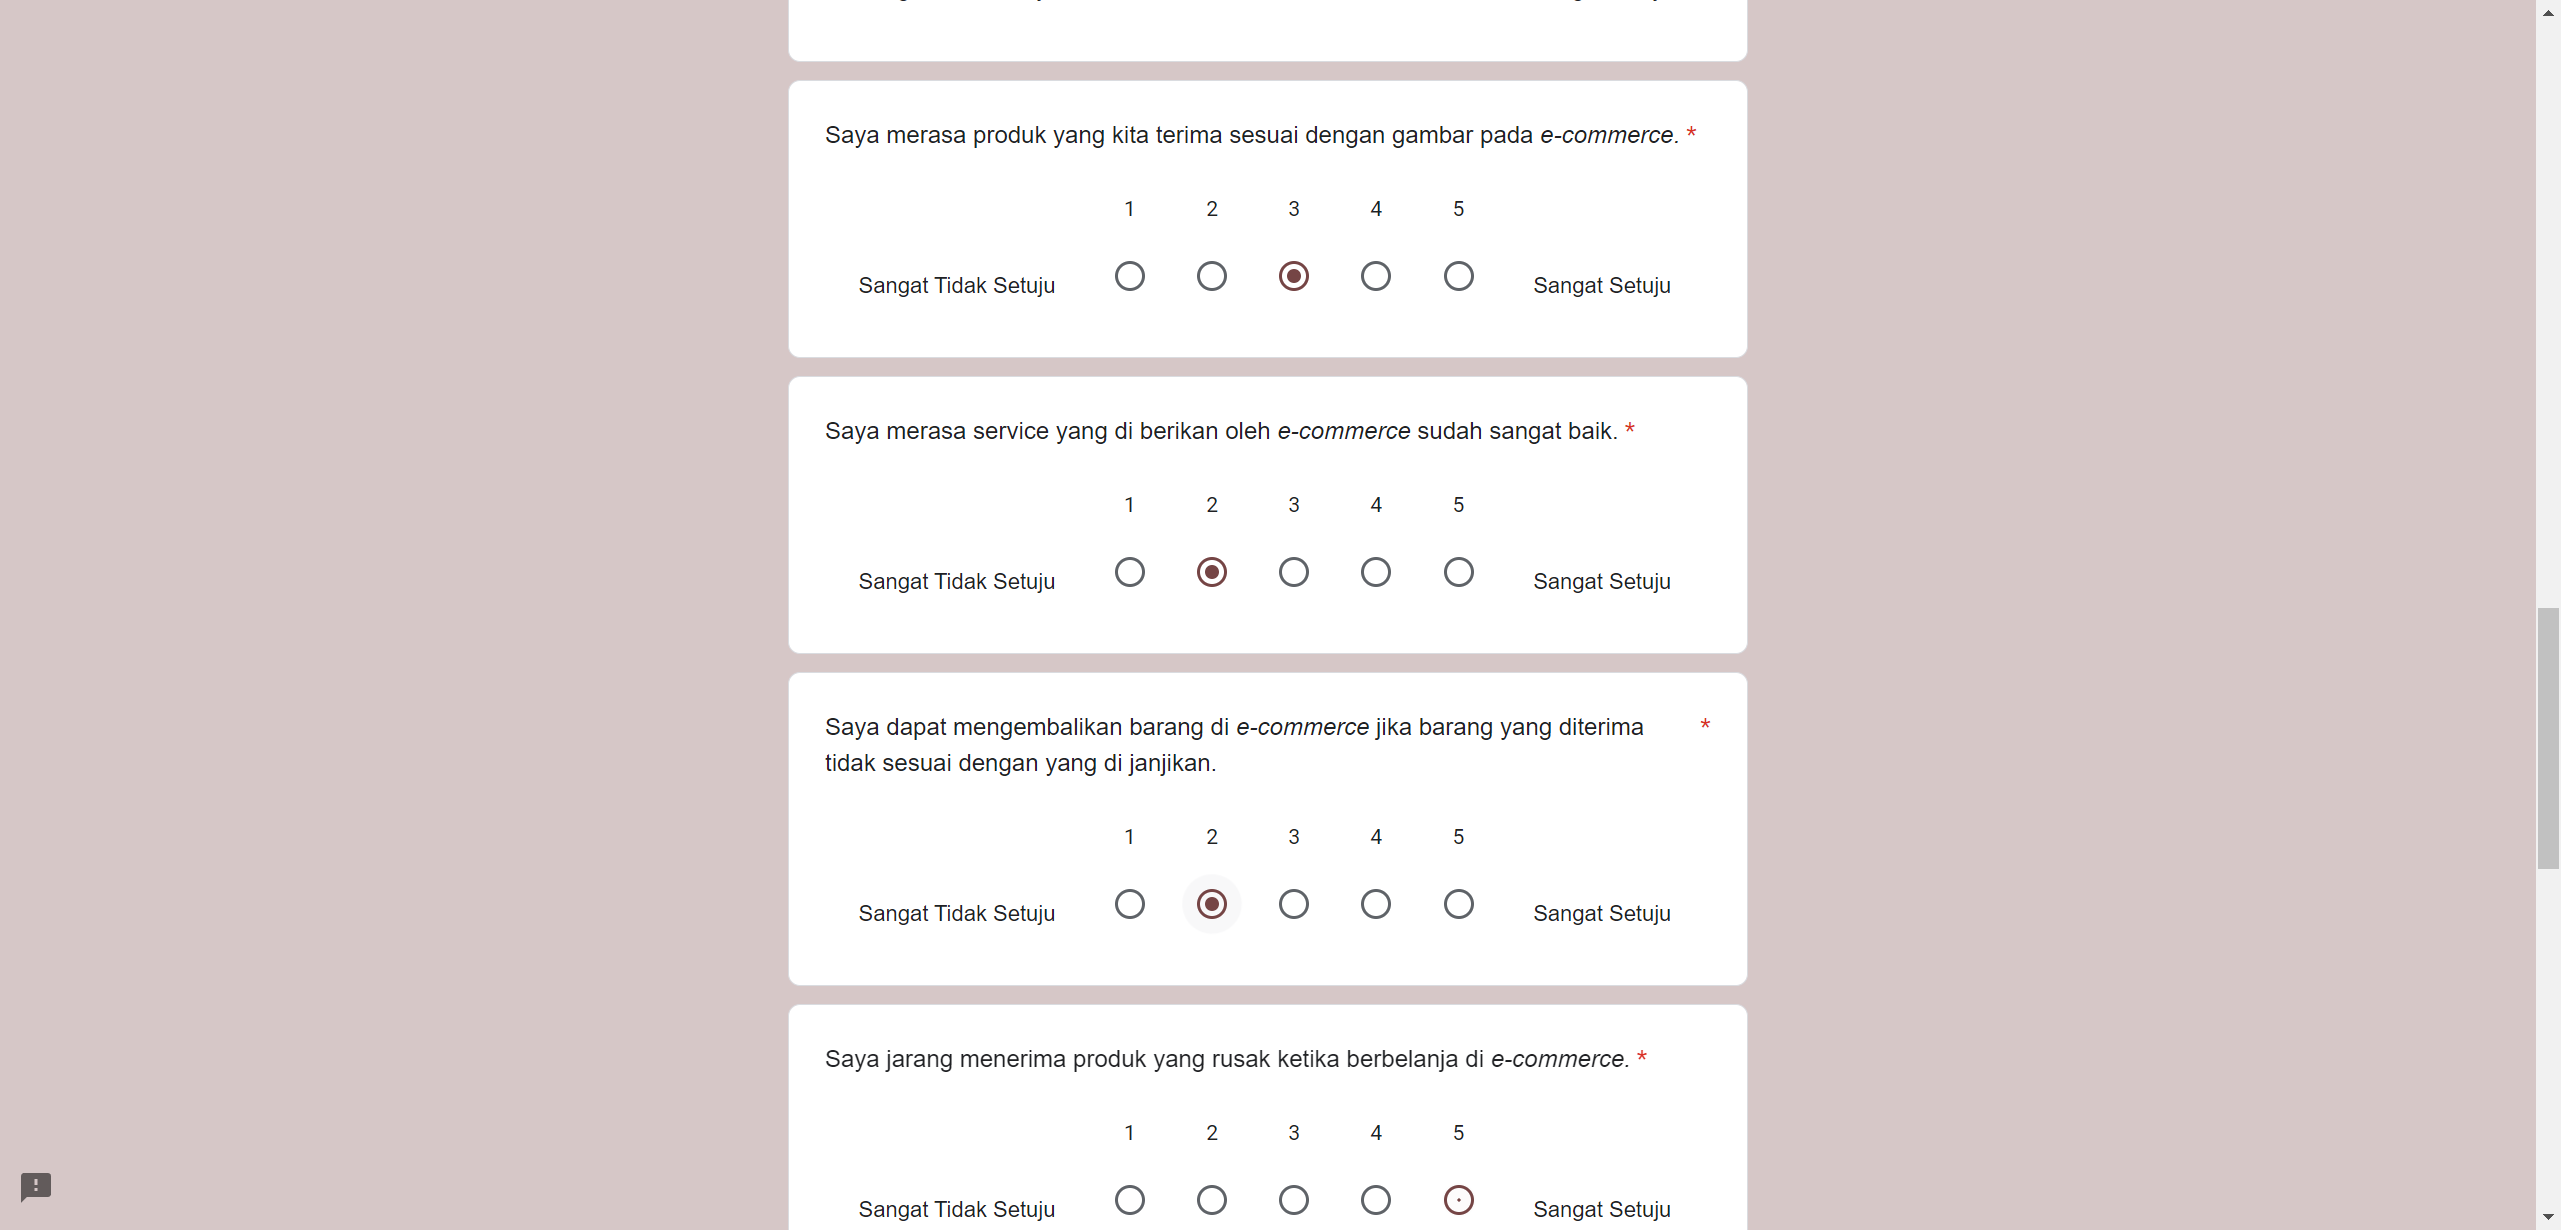 Saya merasa produk yang kita terima sesuai dengan gambar pada e-commerce. *
1 2 3 4 5
Sangat Tidak Setuju Sangat Setuju
Saya merasa service yang di berikan oleh e-commerce sudah sangat baik. *
1 2 3 4 5
Sangat Tidak Setuju Sangat Setuju
Saya dapat mengembalikan barang di e-commerce jika barang yang diterima *
tidak sesuai dengan yang di janjikan.
1 2 3 4 5
Sangat Tidak Setuju Sangat Setuju
Saya jarang menerima produk yang rusak ketika berbelanja di e-commerce. *
1 2 3 4 5
Sangat Tidak Setuju Sangat Setuju